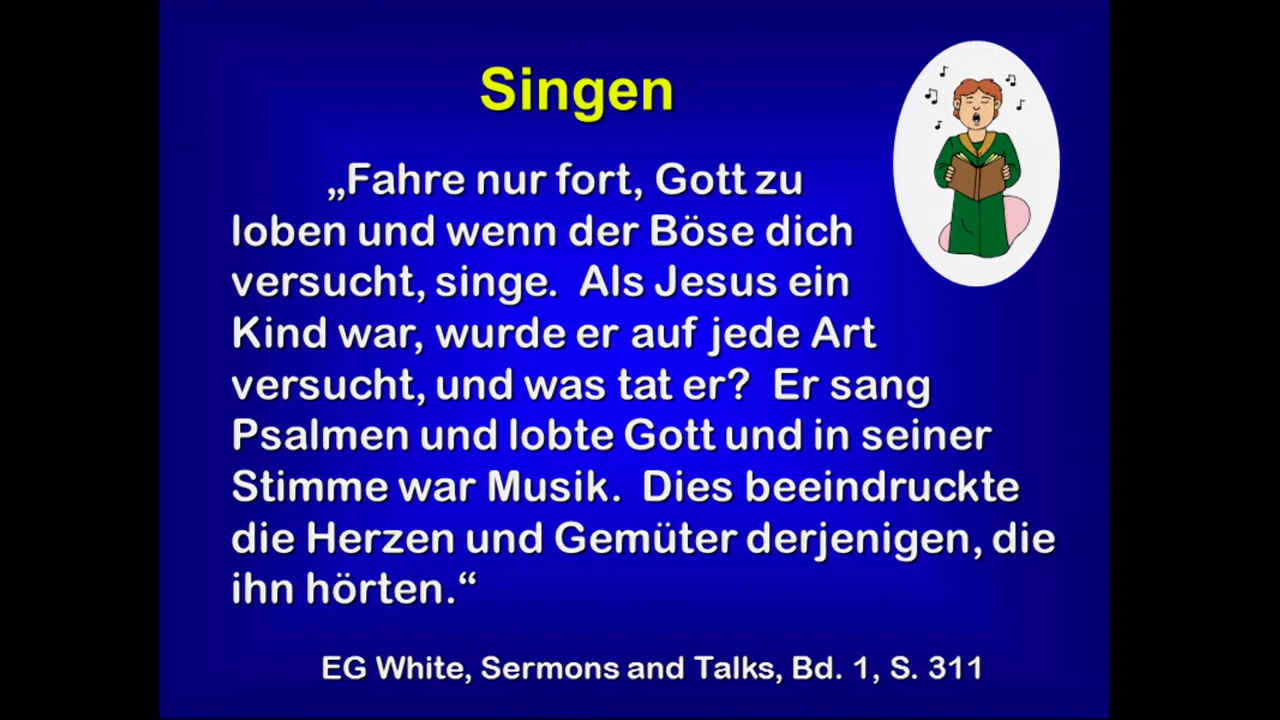 Singen
„Fahre nur fort, Gott zu
loben und wenn der Böse dich
versucht, singe. Als Jesus ein
Kind war, wurde er auf jede Art
versucht, und was tat er? Er sang
Psalmen und lobte Gott und in seiner
Stimme war Musik. Dies beeindruckte
die Herzen und Gemüter derjenigen, die
ihn hörten.“
EG White, Sermons and Talks, Bd. 1, S. 311